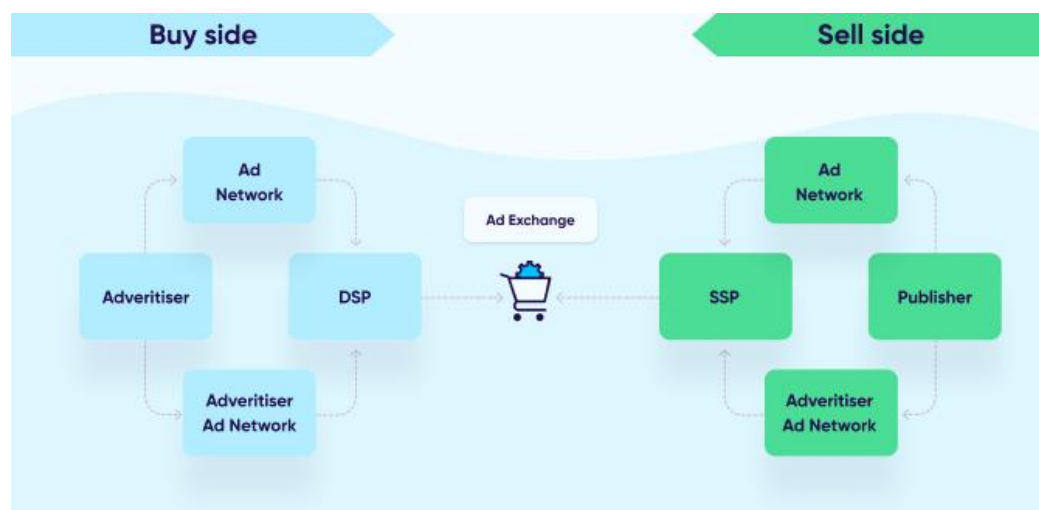 Buy side
Sell side
Ad
Network
Ad
Network
Ad Exchange
Adveritiser
DSP
SSP
Publisher
Adveritiser
Ad Network
Adveritiser
Ad Network